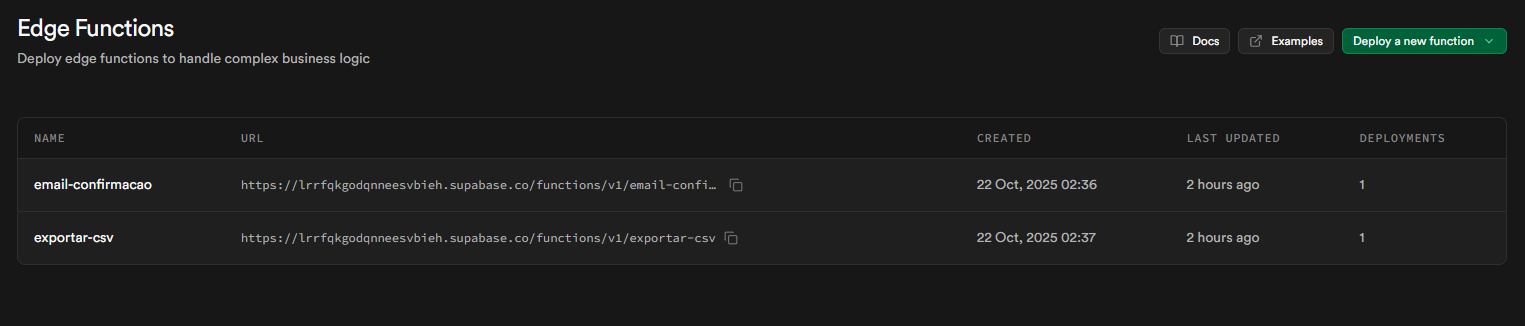 Edge Functions
Deploy edge functions to handle complex business logic
Docs
Examples
Deploy a new function
NAME URL CREATED LAST UPDATED DEPLOYMENTS
email-confirmacao https://lrrfqkgodqnneesvbieh.supabase.co/functions/v1/email-confi… 22 Oct, 2025 02:36 2 hours ago 1
exportar-csv https://lrrfqkgodqnneesvbieh.supabase.co/functions/v1/exportar-csv 22 Oct, 2025 02:37 2 hours ago 1